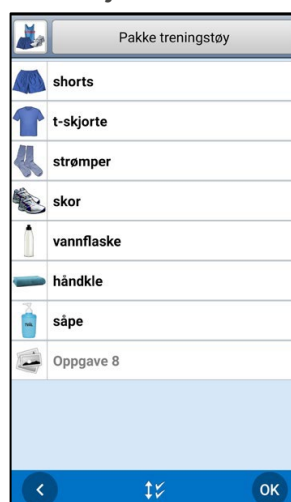 Pakke treningstøy
shorts
t-skjorte
strømper
skor
vannflaske
håndkle
såpe
Oppgave 8
OK